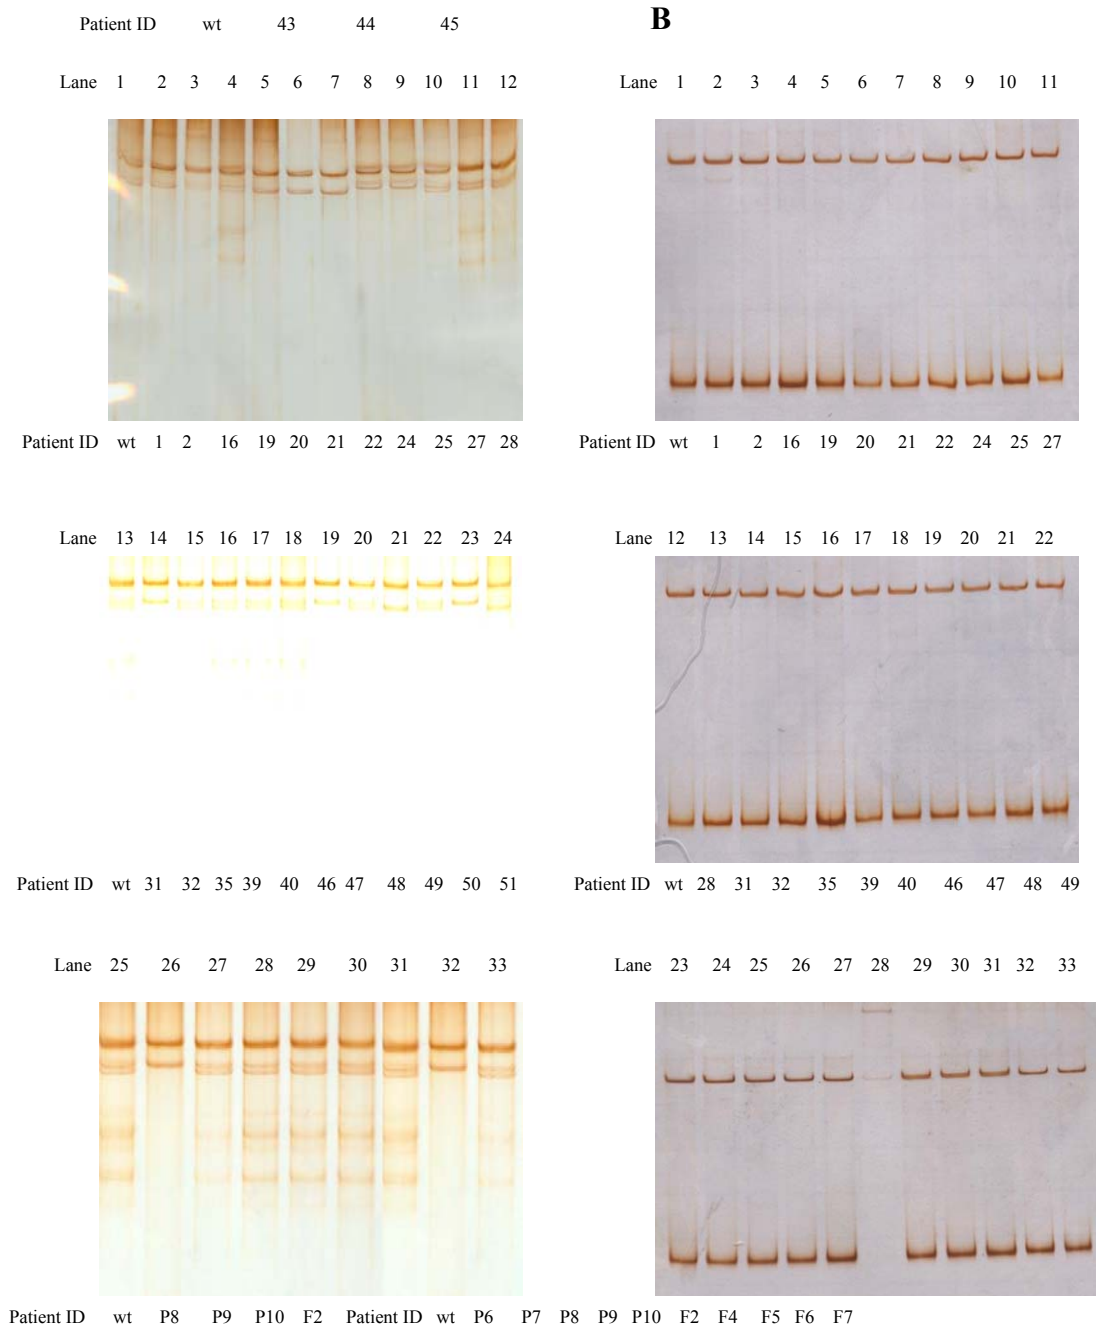 Patient ID wt 43 44 45
B
Lane 1 2 3 4 5 6 7 8 9 10 11 12
Lane 1 2 3 4 5 6 7 8 9 10 11
Patient ID wt 1 2 16 19 20 21 22 24 25 27 28
Patient ID wt 1 2 16 19 20 21 22 24 25 27
Lane 13 14 15 16 17 18 19 20 21 22 23 24
Lane 12 13 14 15 16 17 18 19 20 21 22
Patient ID wt 31 32 35 39 40 46 47 48 49 50 51
Patient ID wt 28 31 32 35 39 40 46 47 48 49
Lane 25 26 27 28 29 30 31 32 33
Lane 23 24 25 26 27 28 29 30 31 32 33
Patient ID wt P8 P9 P10 F2 Patient ID wt P6 P7 P8 P9 P10 F2 F4 F5 F6 F7